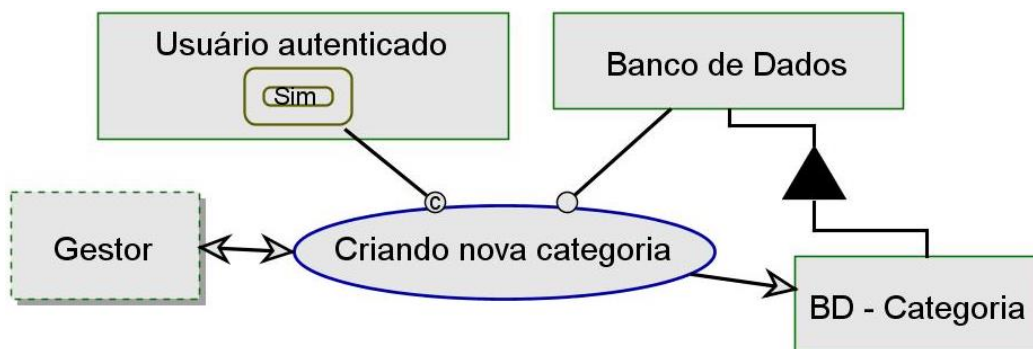 Usuário autenticado
Sim
Banco de Dados
c
Gestor
Criando nova categoria
BD - Categoria